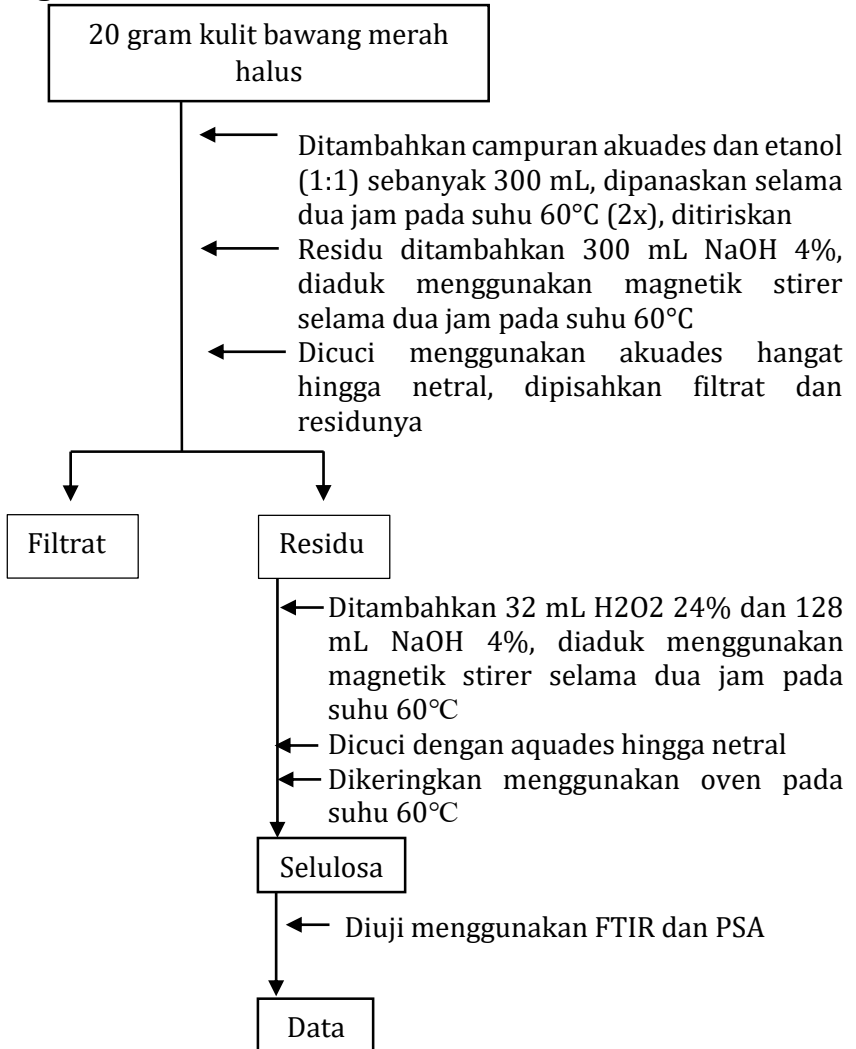 20 gram kulit bawang merah
halus
Ditambahkan campuran akuades dan etanol
(1:1) sebanyak 300 mL, dipanaskan selama
dua jam pada suhu 60°C (2x), ditiriskan
Residu ditambahkan 300 mL NaOH 4%,
diaduk menggunakan magnetik stirer
selama dua jam pada suhu 60°C
Dicuci menggunakan akuades hangat
hingga netral, dipisahkan filtrat dan
residunya
Filtrat
Residu
Ditambahkan 32 mL H2O2 24% dan 128
mL NaOH 4%, diaduk menggunakan
magnetik stirer selama dua jam pada
suhu 60℃
Dicuci dengan aquades hingga netral
Dikeringkan menggunakan oven pada
suhu 60℃
Selulosa
Diuji menggunakan FTIR dan PSA
Data